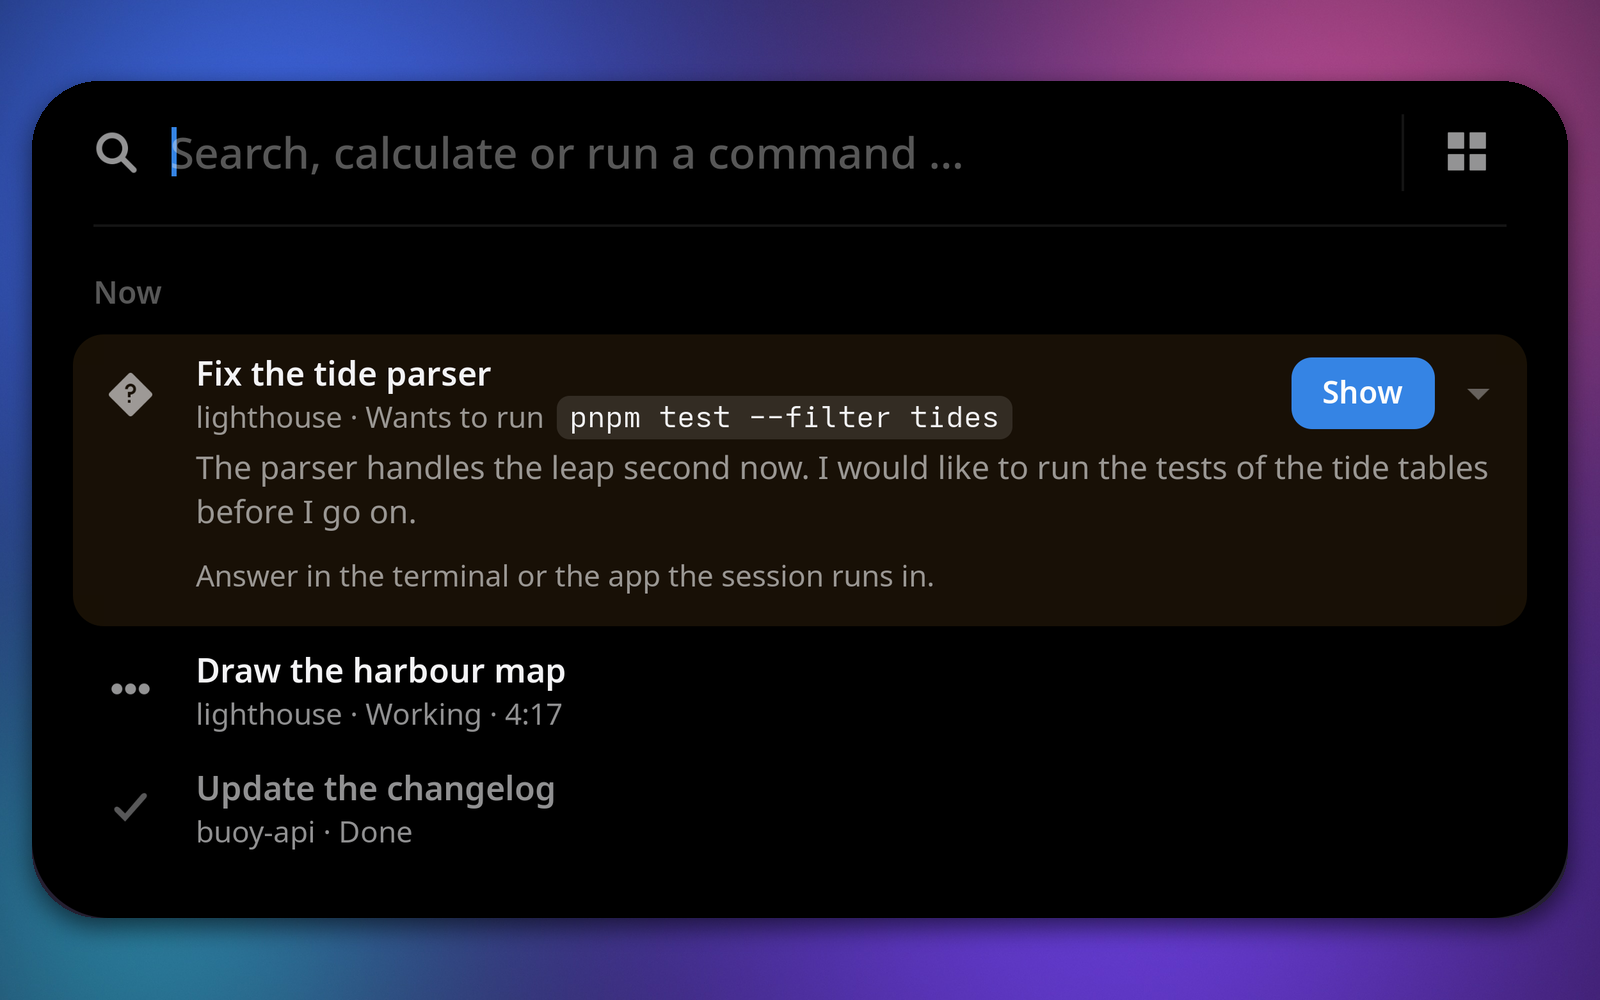 Search, calculate or run a command ...
Now
Fix the tide parser
lighthouse · Wants to run pnpm test --filter tides
Show
The parser handles the leap second now. I would like to run the tests of the tide tables
before I go on.
Answer in the terminal or the app the session runs in.
Draw the harbour map
lighthouse · Working · 4:17
Update the changelog
buoy-api · Done